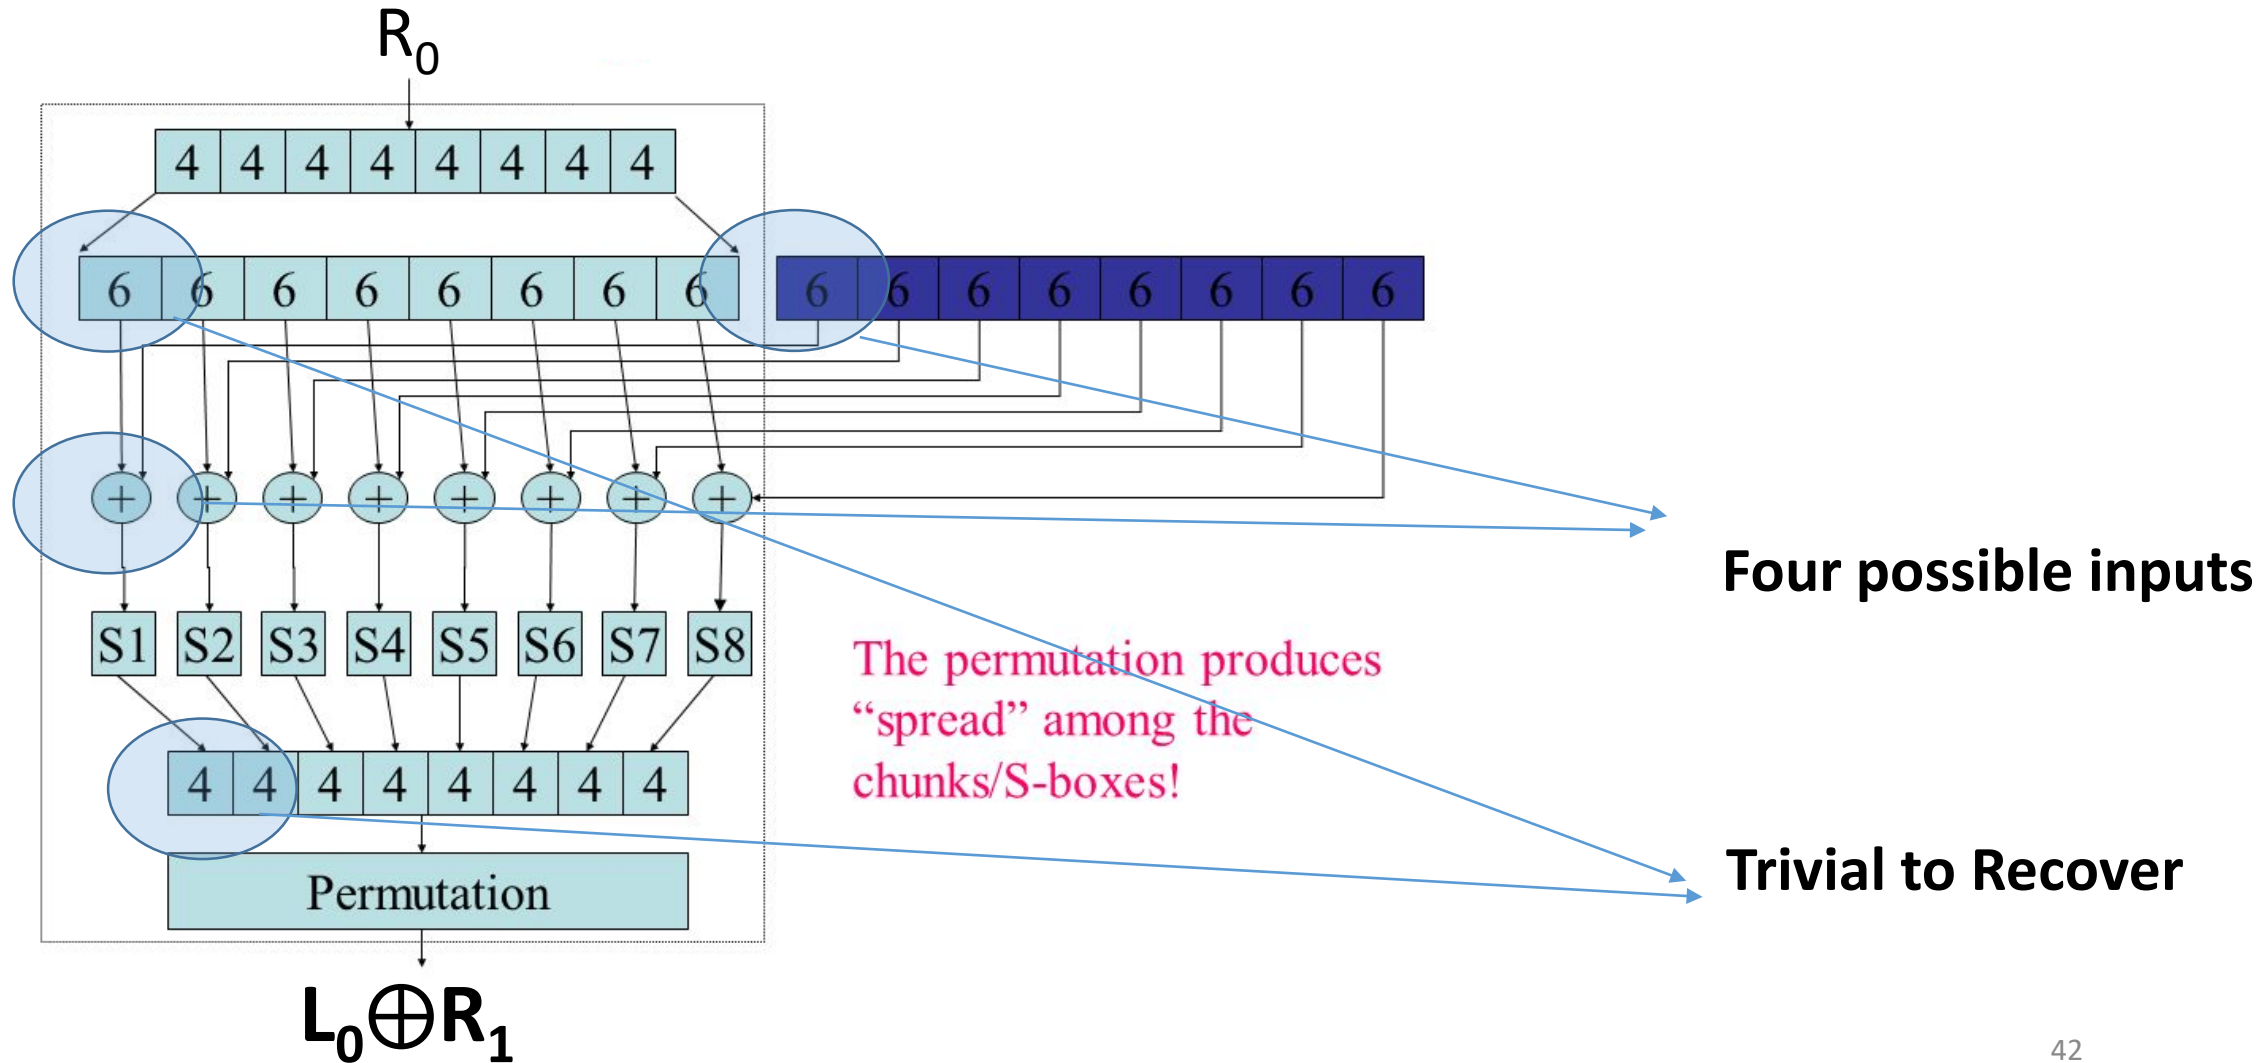 R₀
4 4 4 4 4 4 4 4
6 6 6 6 6 6 6 6 6 6 6 6 6 6 6 6
+ + + + + + + +
Four possible inputs
S1 S2 S3 S4 S5 S6 S7 S8
The permutation produces
“spread” among the
chunks/S-boxes!
4 4 4 4 4 4 4 4
Trivial to Recover
Permutation
L₀⊕R₁
42